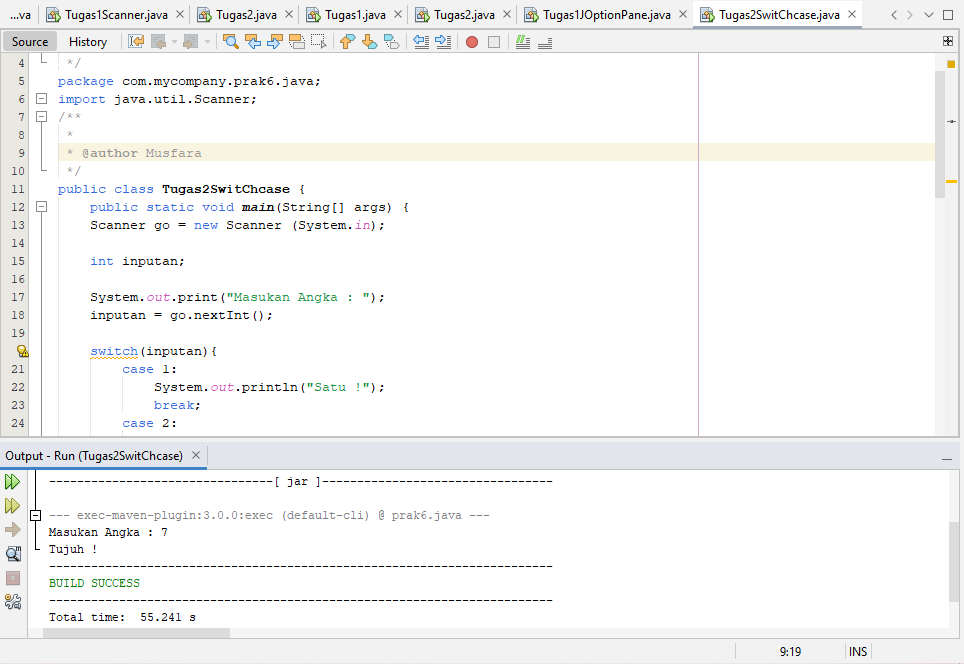 ...va Tugas1Scanner.java Tugas2.java Tugas1.java Tugas2.java Tugas1JOptionPane.java Tugas2SwitChcase.java
Source History
4 */
5 package com.mycompany.prak6.java;
6 import java.util.Scanner;
7 /**
8 *
9 * @author Musfara
10 */
11 public class Tugas2SwitChcase {
12 public static void main(String[] args) {
13 Scanner go = new Scanner (System.in);
14
15 int inputan;
16
17 System.out.print("Masukan Angka : ");
18 inputan = go.nextInt();
19
switch(inputan){
21 case 1:
22 System.out.println("Satu !");
23 break;
24 case 2:
Output - Run (Tugas2SwitChcase)
--------------------------------[ jar ]---------------------------------
--- exec-maven-plugin:3.0.0:exec (default-cli) @ prak6.java ---
Masukan Angka : 7
Tujuh !
------------------------------------------------------------------------
BUILD SUCCESS
------------------------------------------------------------------------
Total time: 55.241 s
9:19 INS